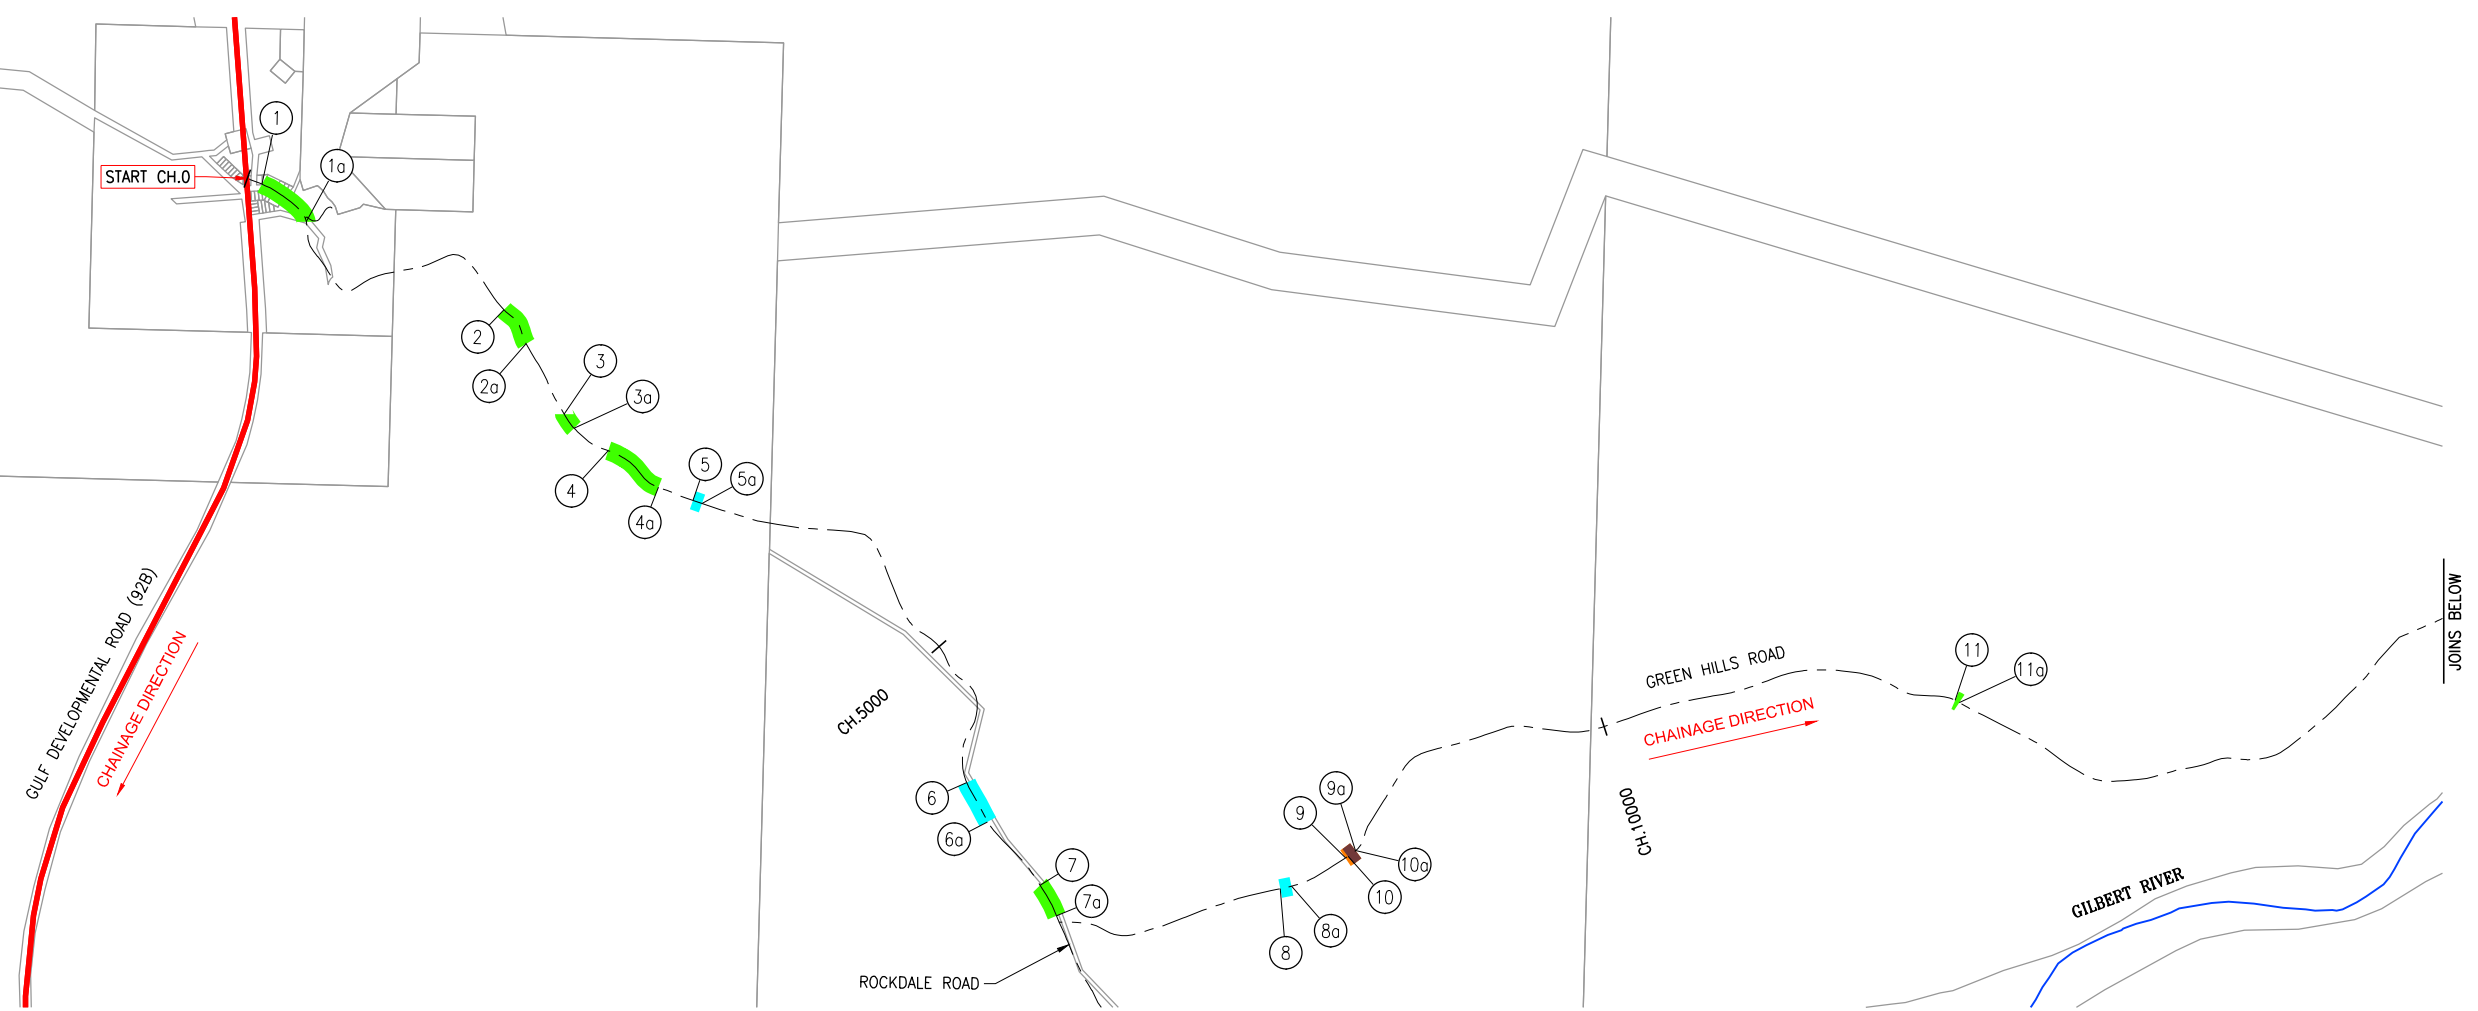 1
1a
START CH.0
2
2a
3
3a
4
4a
5
5a
GULF DEVELOPMENTAL ROAD (92B)
CHAINAGE DIRECTION
CH.5000
6
6a
7
7a
ROCKDALE ROAD
8
8a
9
9a
10
10a
CH.10000
GREEN HILLS ROAD
CHAINAGE DIRECTION
11
11a
GILBERT RIVER
JOINS BELOW